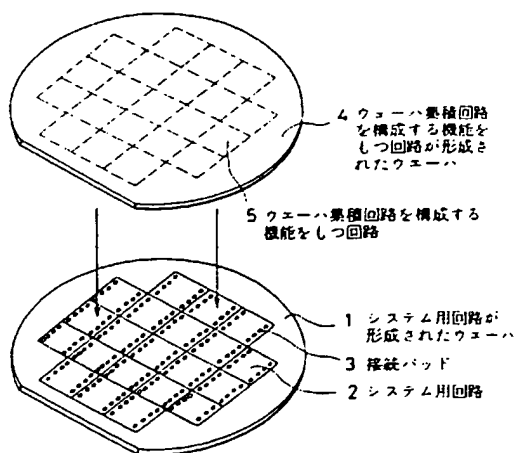 4 ウェーハ集積回路
を構成する機能を
もつ回路が形成さ
れたウエーハ
5 ウエーハ集積回路を構成する
機能をもつ回路
1 システム用回路が
形成されたウェーハ
3 接続パッド
2 システム用回路